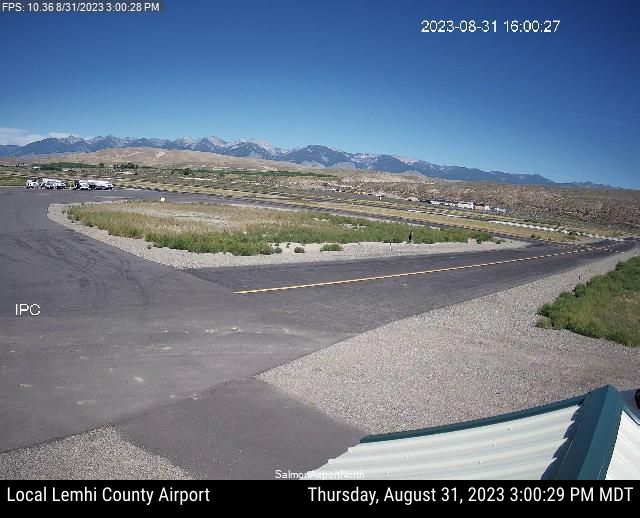 FPS: 10.36 8/31/2023 3:00:28 PM
2023-08-31 16:00:27
IPC
SalmonAirportNorth
Local Lemhi County Airport Thursday, August 31, 2023 3:00:29 PM MDT